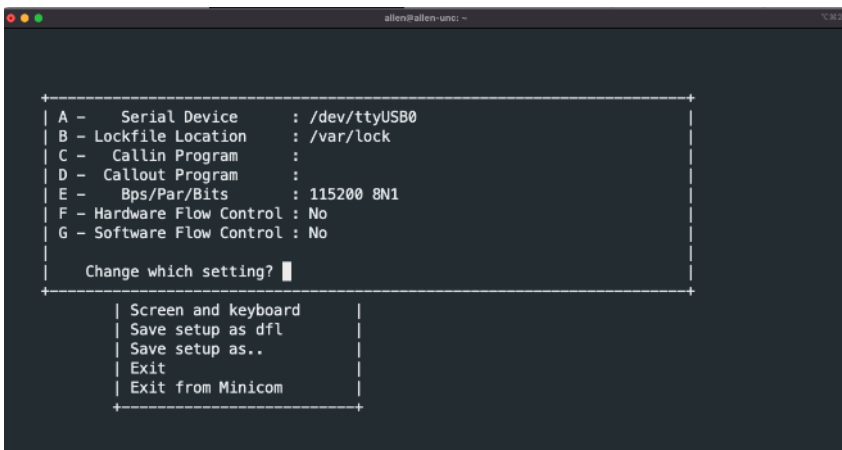 allen@allen-unc: ~
A - Serial Device : /dev/ttyUSB0
B - Lockfile Location : /var/lock
C - Callin Program :
D - Callout Program :
E - Bps/Par/Bits : 115200 8N1
F - Hardware Flow Control : No
G - Software Flow Control : No
Change which setting?
Screen and keyboard
Save setup as dfl
Save setup as..
Exit
Exit from Minicom